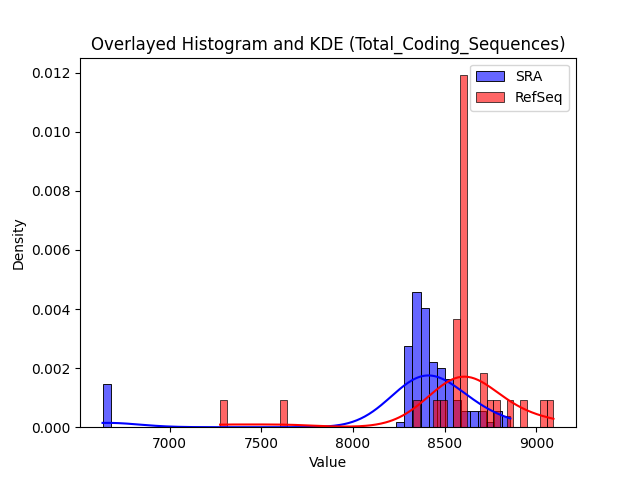 Overlayed Histogram and KDE (Total_Coding_Sequences)
SRA
RefSeq
0.012
0.010
0.008
0.006
0.004
0.002
0.000
Density
7000 7500 8000 8500 9000
Value